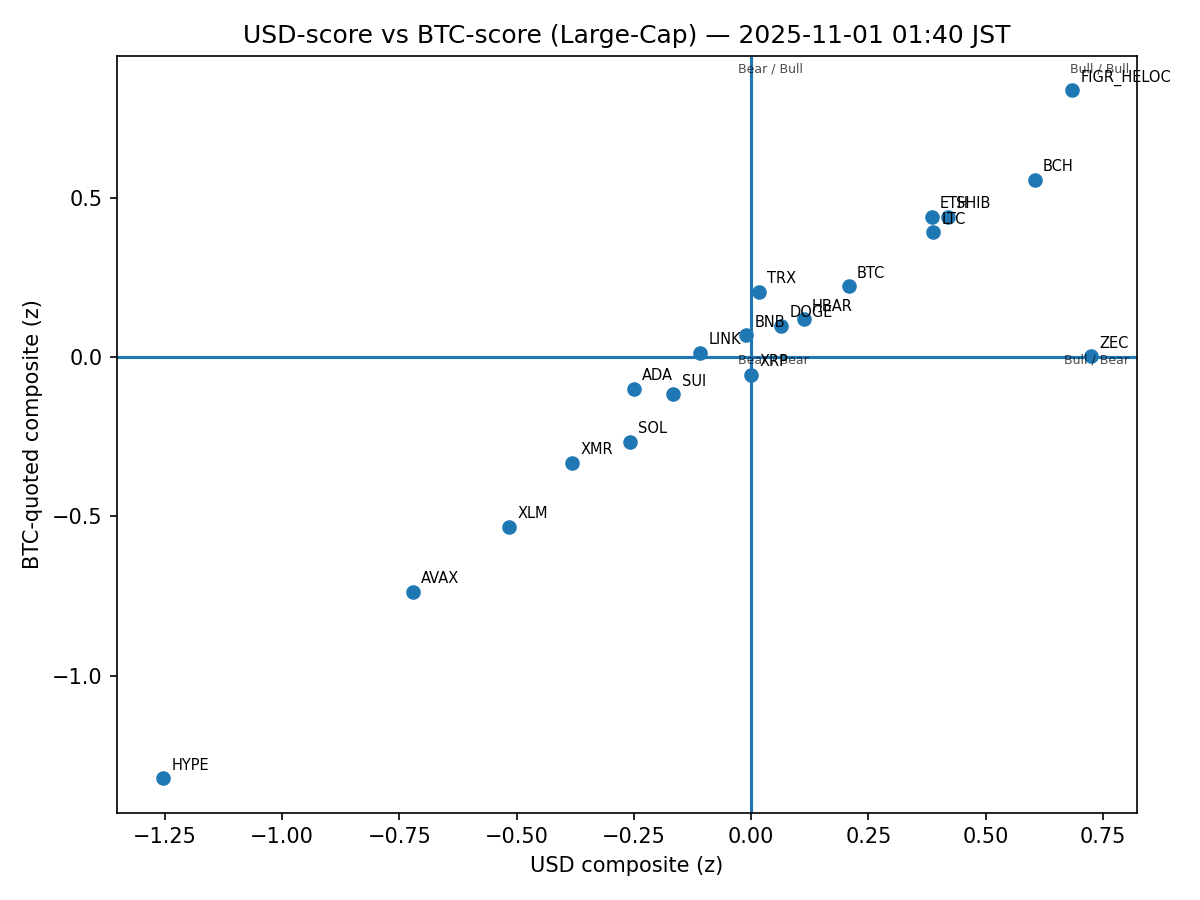 USD-score vs BTC-score (Large-Cap) — 2025-11-01 01:40 JST
Bear / Bull
Bull / Bull
FIGR_HELOC
BCH
ETH
SHIB
LTC
BTC
TRX
HBAR
DOGE
BNB
LINK
ZEC
Bear / Bear
XRP
Bull / Bear
ADA
SUI
SOL
XMR
XLM
AVAX
HYPE
0.5
0.0
−0.5
−1.0
BTC-quoted composite (z)
−1.25
−1.00
−0.75
−0.50
−0.25
0.00
0.25
0.50
0.75
USD composite (z)